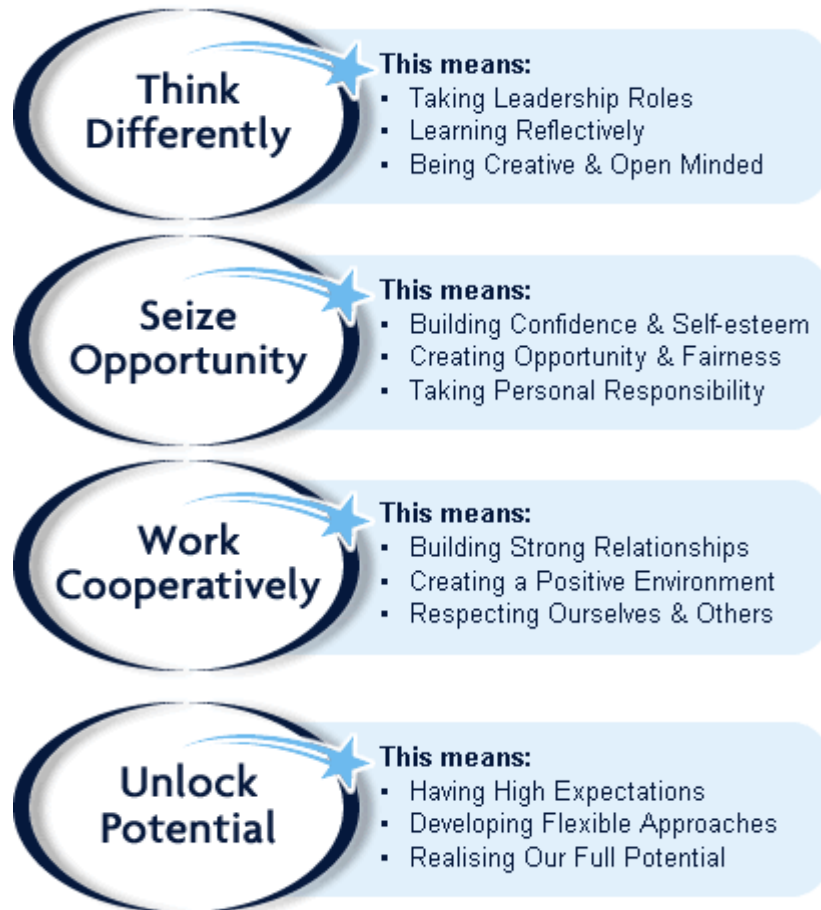 Think
Differently
This means:
▪ Taking Leadership Roles
▪ Learning Reflectively
▪ Being Creative & Open Minded
Seize
Opportunity
This means:
▪ Building Confidence & Self-esteem
▪ Creating Opportunity & Fairness
▪ Taking Personal Responsibility
Work
Cooperatively
This means:
▪ Building Strong Relationships
▪ Creating a Positive Environment
▪ Respecting Ourselves & Others
Unlock
Potential
This means:
▪ Having High Expectations
▪ Developing Flexible Approaches
▪ Realising Our Full Potential